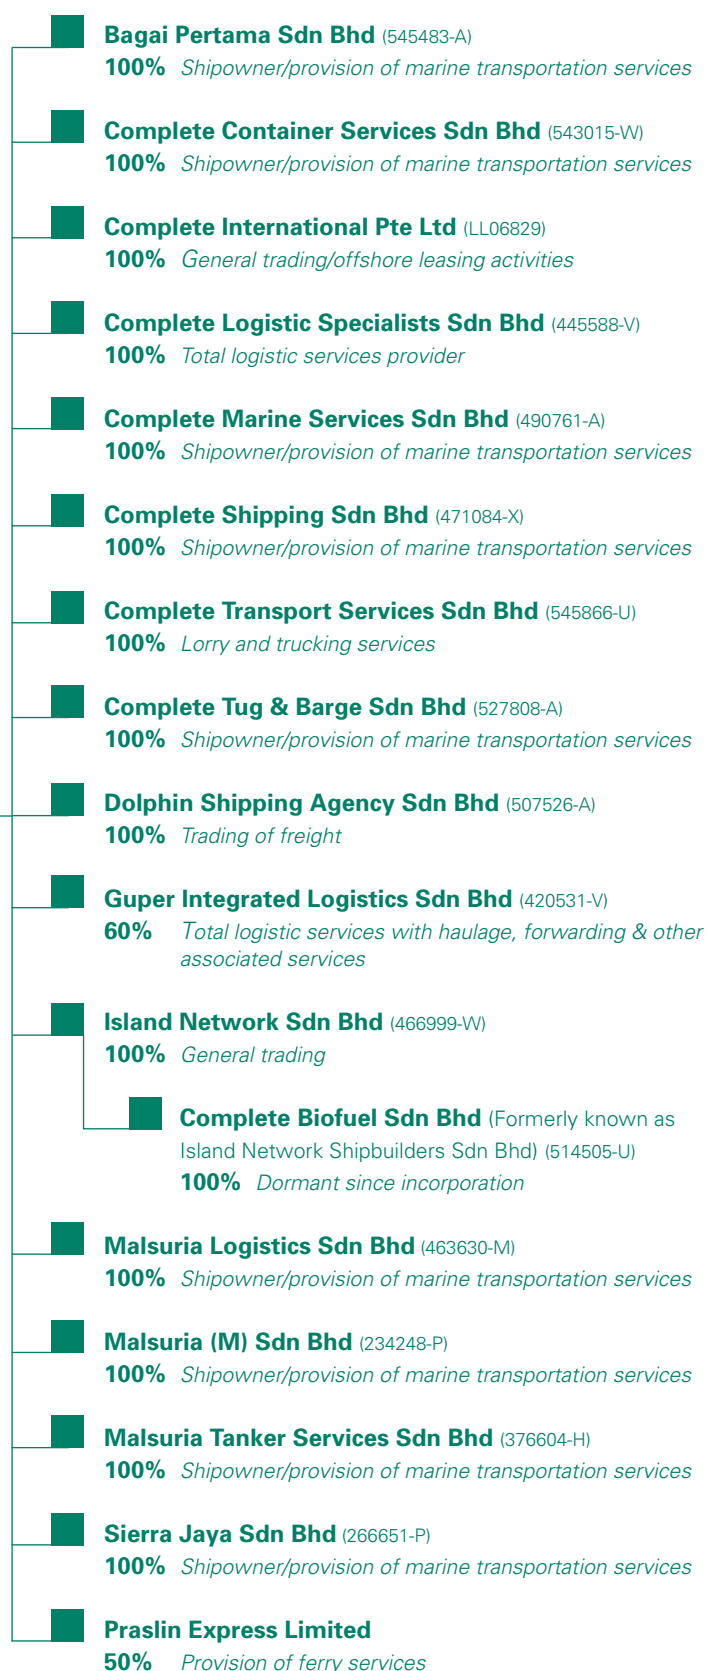 Bagai Pertama Sdn Bhd (545483-A)
100% Shipowner/provision of marine transportation services
Complete Container Services Sdn Bhd (543015-W)
100% Shipowner/provision of marine transportation services
Complete International Pte Ltd (LL06829)
100% General trading/offshore leasing activities
Complete Logistic Specialists Sdn Bhd (445588-V)
100% Total logistic services provider
Complete Marine Services Sdn Bhd (490761-A)
100% Shipowner/provision of marine transportation services
Complete Shipping Sdn Bhd (471084-X)
100% Shipowner/provision of marine transportation services
Complete Transport Services Sdn Bhd (545866-U)
100% Lorry and trucking services
Complete Tug & Barge Sdn Bhd (527808-A)
100% Shipowner/provision of marine transportation services
Dolphin Shipping Agency Sdn Bhd (507526-A)
100% Trading of freight
Guper Integrated Logistics Sdn Bhd (420531-V)
60% Total logistic services with haulage, forwarding & other
associated services
Island Network Sdn Bhd (466999-W)
100% General trading
Complete Biofuel Sdn Bhd (Formerly known as
Island Network Shipbuilders Sdn Bhd) (514505-U)
100% Dormant since incorporation
Malsuria Logistics Sdn Bhd (463630-M)
100% Shipowner/provision of marine transportation services
Malsuria (M) Sdn Bhd (234248-P)
100% Shipowner/provision of marine transportation services
Malsuria Tanker Services Sdn Bhd (376604-H)
100% Shipowner/provision of marine transportation services
Sierra Jaya Sdn Bhd (266651-P)
100% Shipowner/provision of marine transportation services
Praslin Express Limited
50% Provision of ferry services